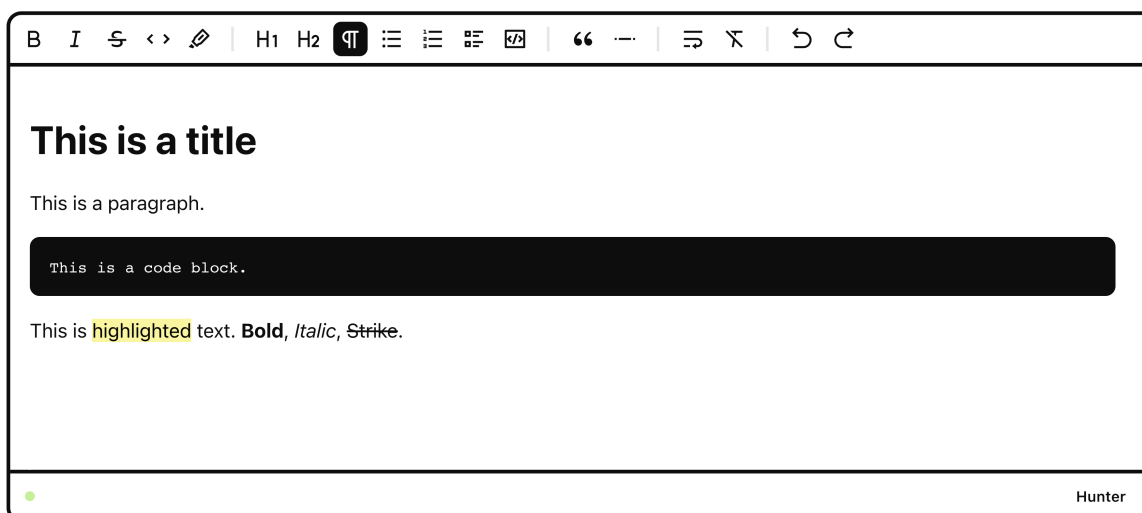 H1 H2
This is a title
This is a paragraph.
This is a code block.
This is highlighted text. Bold, Italic, Strike.
Hunter